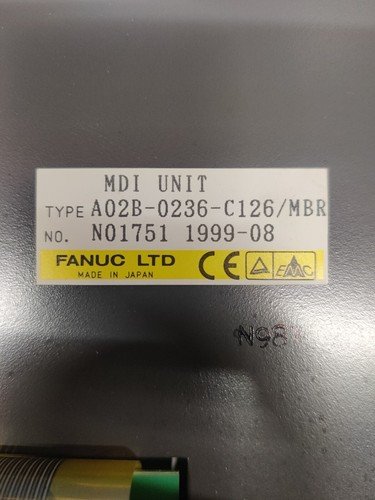 MDI UNIT
TYPE A02B-0236-C126/MBR
NO. N01751 1999-08
FANUC LTD CE EMC
MADE IN JAPAN
N98